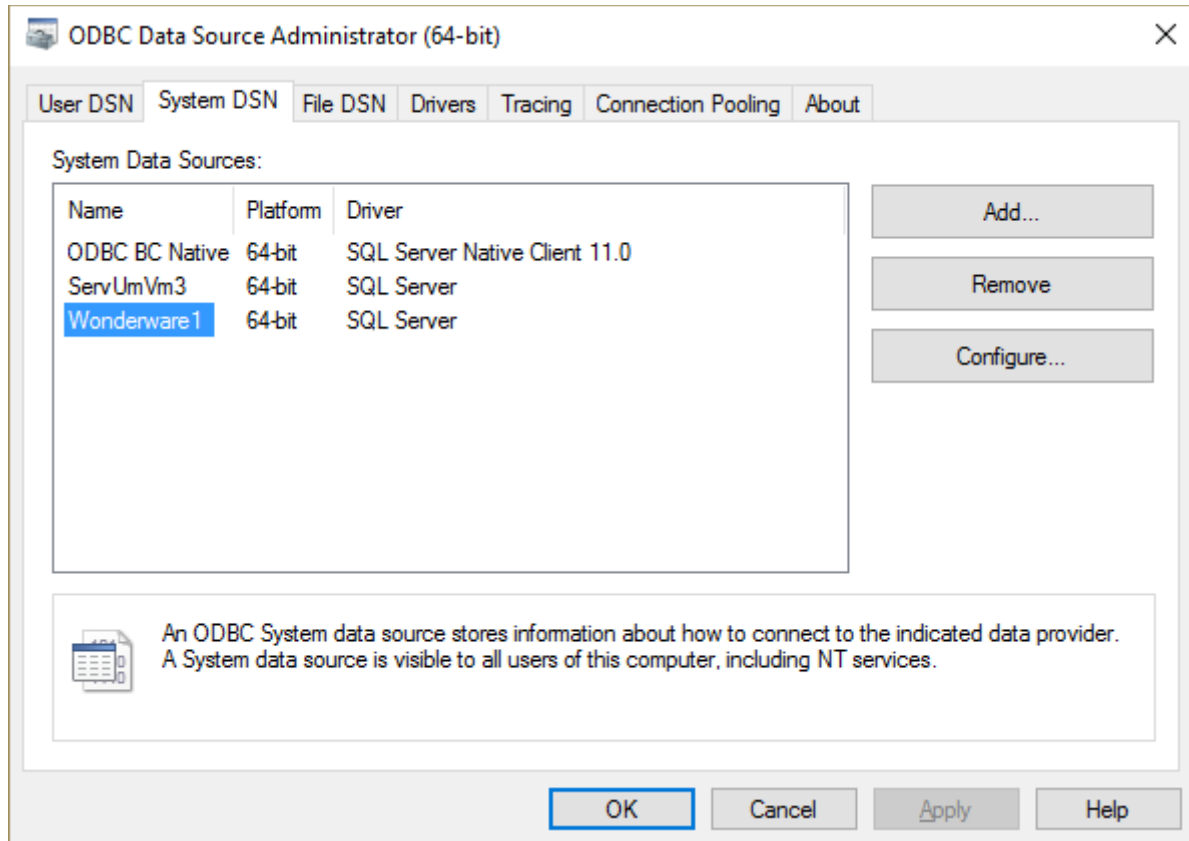 ODBC Data Source Administrator (64-bit)
User DSN System DSN File DSN Drivers Tracing Connection Pooling About
System Data Sources:
Name Platform Driver
ODBC BC Native 64-bit SQL Server Native Client 11.0
ServUmVm3 64-bit SQL Server
Wonderware1 64-bit SQL Server
Add...
Remove
Configure...
An ODBC System data source stores information about how to connect to the indicated data provider.
A System data source is visible to all users of this computer, including NT services.
OK Cancel Apply Help